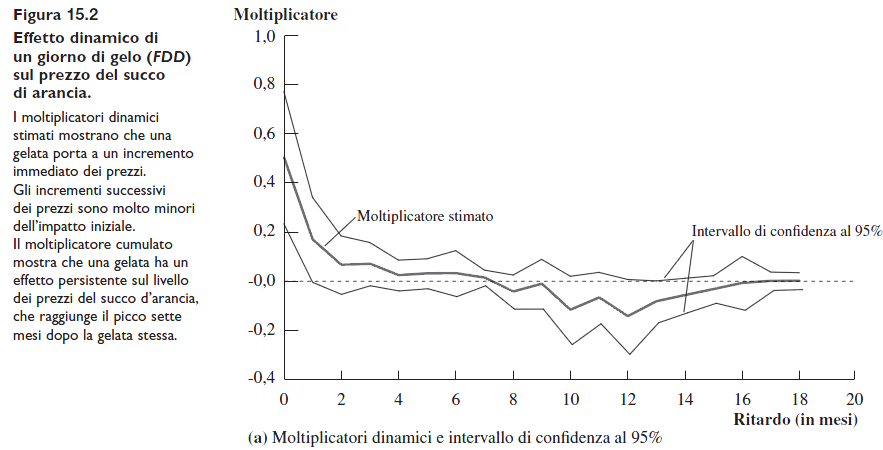 Figura 15.2
Effetto dinamico di
un giorno di gelo (FDD)
sul prezzo del succo
di arancia.
I moltiplicatori dinamici
stimati mostrano che una
gelata porta a un incremento
immediato dei prezzi.
Gli incrementi successivi
dei prezzi sono molto minori
dell'impatto iniziale.
Il moltiplicatore cumulato
mostra che una gelata ha un
effetto persistente sul livello
dei prezzi del succo d'arancia,
che raggiunge il picco sette
mesi dopo la gelata stessa.
Moltiplicatore
1,0
0,8
0,6
0,4
0,2
-0,0
-0,2
-0,4
Moltiplicatore stimato
Intervallo di confidenza al 95%
0 2 4 6 8 10 12 14 16 18 20
Ritardo (in mesi)
(a) Moltiplicatori dinamici e intervallo di confidenza al 95%